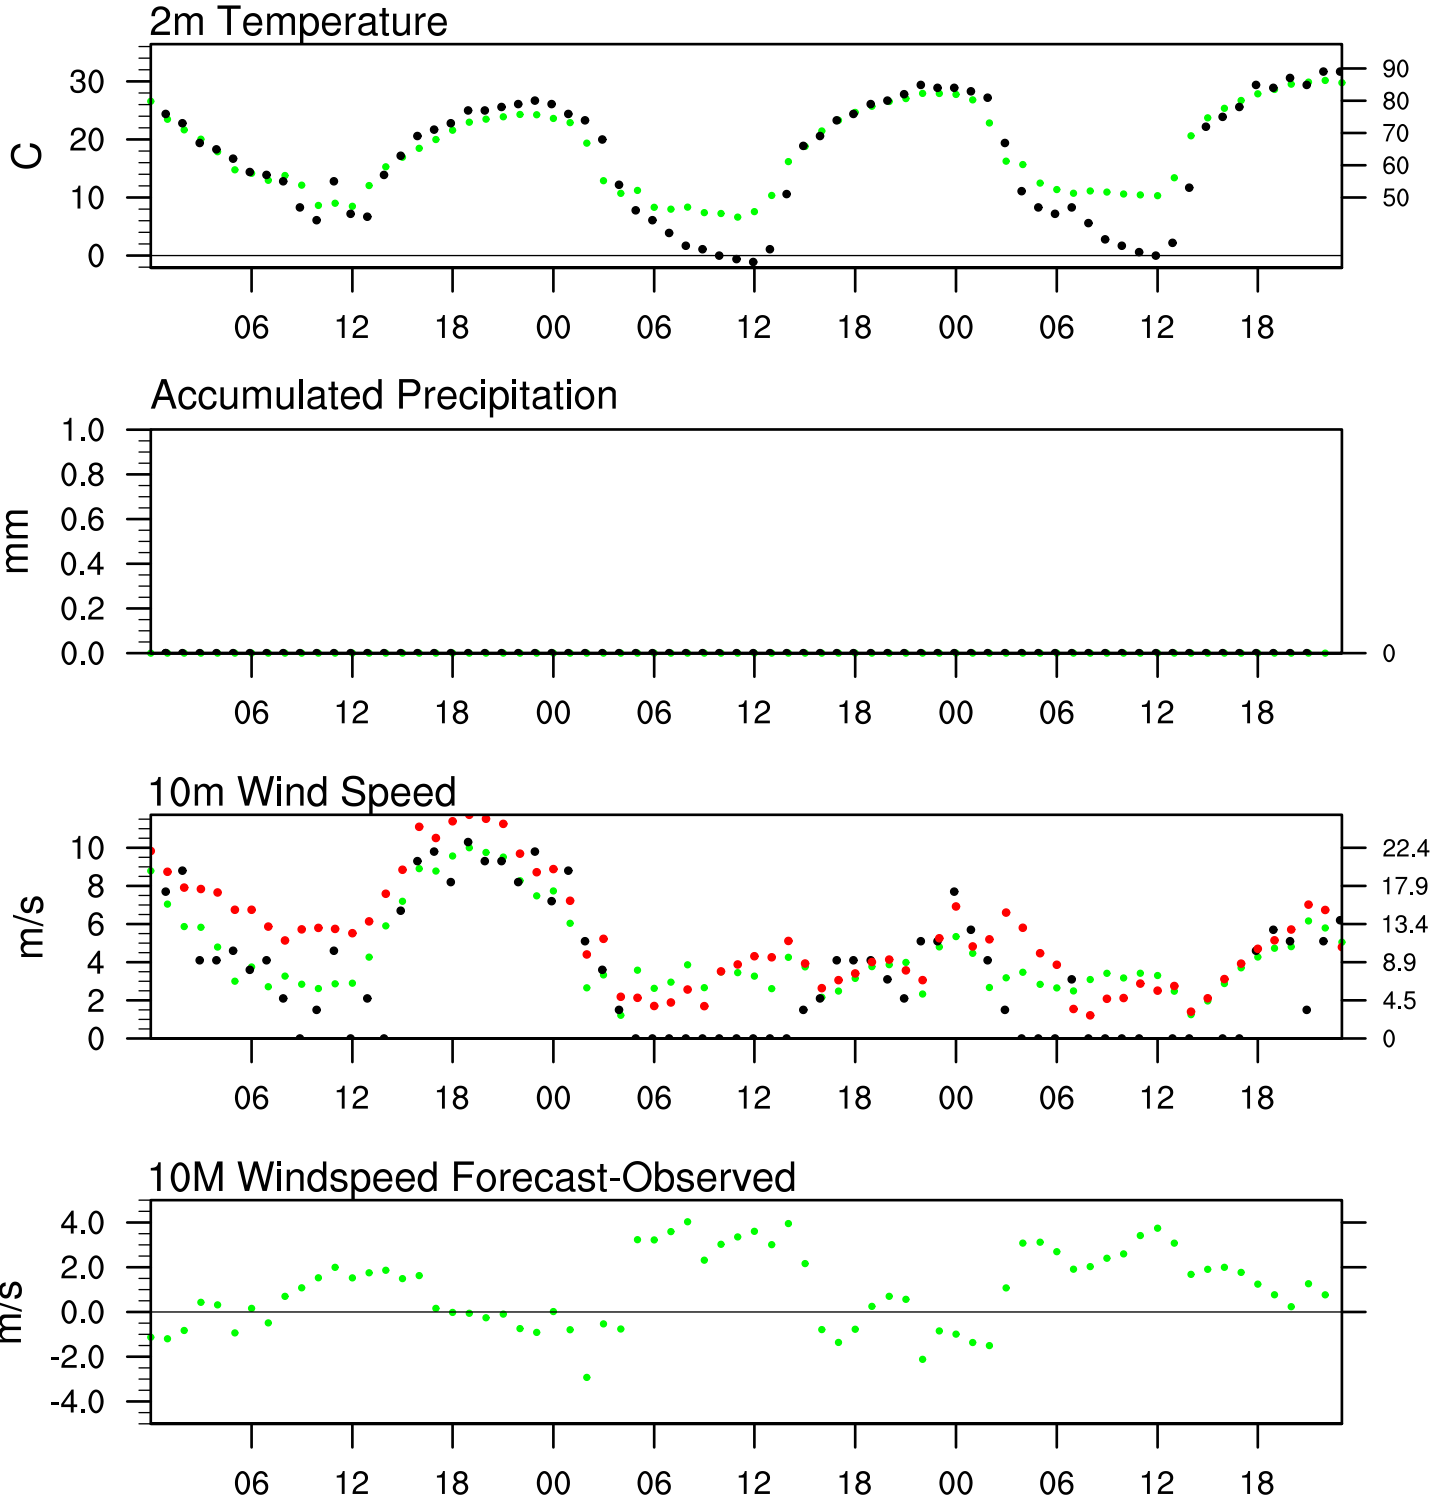 2m Temperature
30
20
10
0
C
90
80
70
60
50
06 12 18 00 06 12 18 00 06 12 18
Accumulated Precipitation
1.0
0.8
0.6
0.4
0.2
0.0
mm
0
06 12 18 00 06 12 18 00 06 12 18
10m Wind Speed
10
8
6
4
2
0
m/s
22.4
17.9
13.4
8.9
4.5
0
06 12 18 00 06 12 18 00 06 12 18
10M Windspeed Forecast-Observed
4.0
2.0
0.0
-2.0
-4.0
m/s
06 12 18 00 06 12 18 00 06 12 18